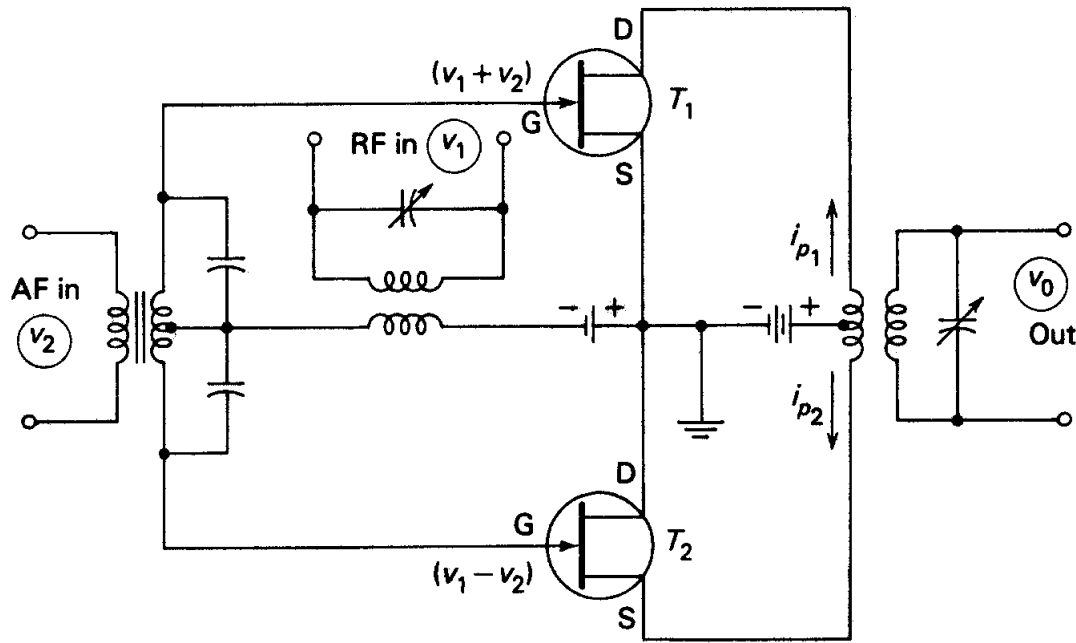 D
(v₁ + v₂)
G
T₁
RF in v₁
S
AF in
v₂
iₚ₁
− +
− +
v₀
Out
iₚ₂
D
G
T₂
(v₁ − v₂)
S